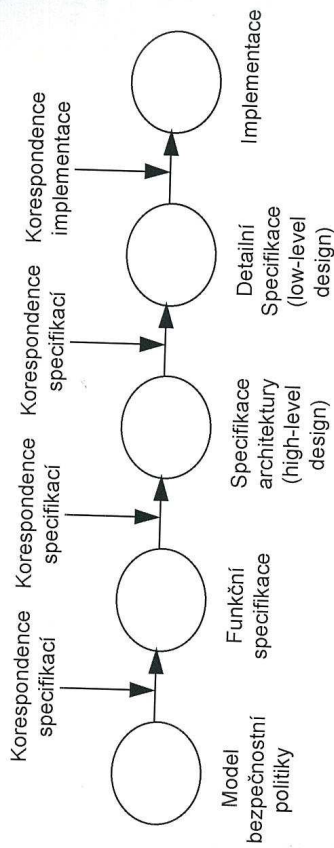 Korespondence
specifikací
Korespondence
specifikací
Korespondence
specifikací
Korespondence
implementace
Model
bezpečnostní
politiky
Funkční
specifikace
Specifikace
architektury
(high-level
design)
Detailní
Specifikace
(low-level
design)
Implementace